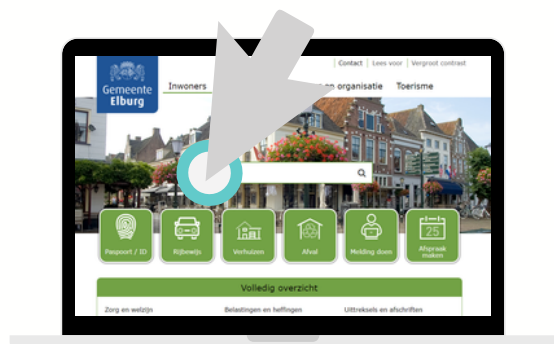 Contact Lees voor Vergroot contrast
Gemeente
Elburg
Inwoners
en organisatie Toerisme
Paspoort / ID
Rijbewijs
Verhuizen
Afval
Melding doen
25
Afspraak
maken
Volledig overzicht
Zorg en welzijn Belastingen en heffingen Uittreksels en afschriften